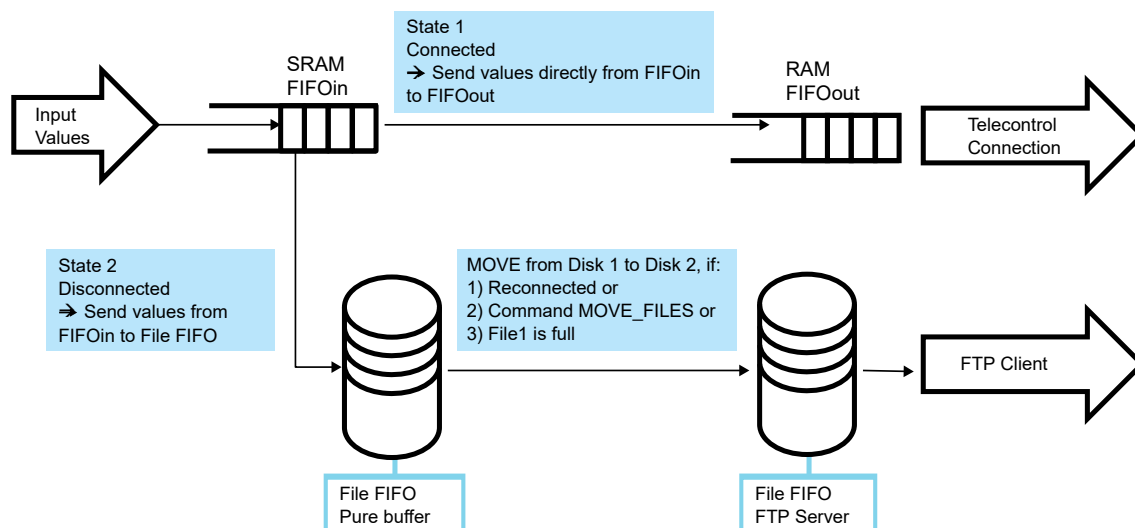 State 1
Connected
➔ Send values directly from FIFOin
to FIFOout
SRAM
FIFOin
RAM
FIFOout
Input
Values
Telecontrol
Connection
State 2
Disconnected
➔ Send values from
FIFOin to File FIFO
MOVE from Disk 1 to Disk 2, if:
1) Reconnected or
2) Command MOVE_FILES or
3) File1 is full
FTP Client
File FIFO
Pure buffer
File FIFO
FTP Server